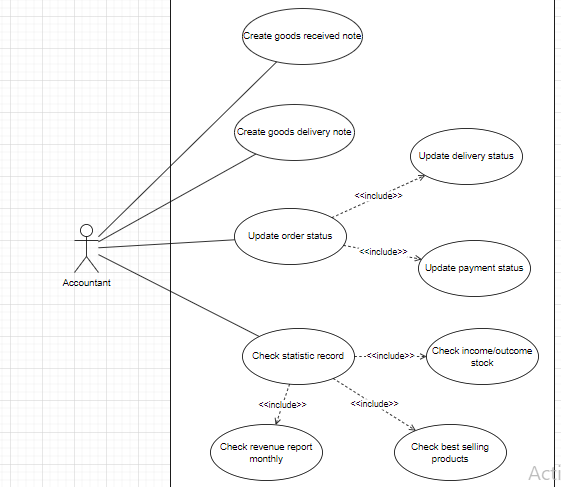 Create goods received note
Create goods delivery note
Update delivery status
<<include>>
Update order status
<<include>>
Update payment status
Accountant
Check statistic record
<<include>>
Check income/outcome
stock
<<include>>
<<include>>
Check revenue report
monthly
Check best selling
products
Acti